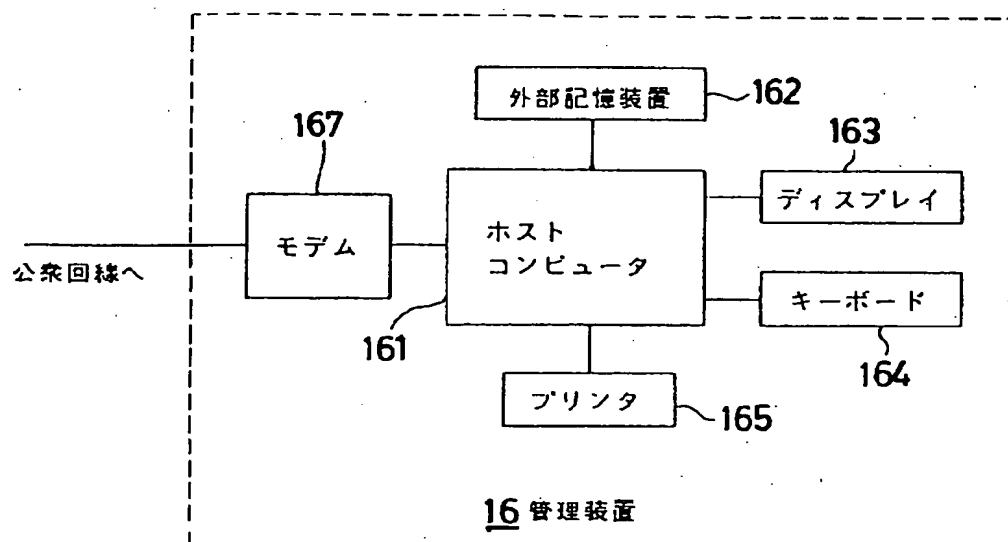 外部記憶装置
162
167
163
ディスプレイ
モデム
ホスト
コンピュータ
公衆回線へ
キーボード
161
164
プリンタ
165
16 管理装置